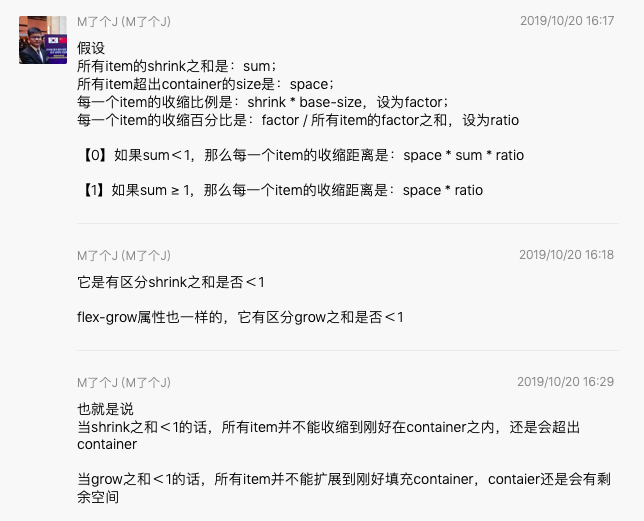 M了个J (M了个J)
2019/10/20 16:17
假设
所有item的shrink之和是：sum；
所有item超出container的size是：space；
每一个item的收缩比例是：shrink * base-size，设为factor；
每一个item的收缩百分比是：factor / 所有item的factor之和，设为ratio
【0】如果sum＜1，那么每一个item的收缩距离是：space * sum * ratio
【1】如果sum ≥ 1，那么每一个item的收缩距离是：space * ratio
M了个J (M了个J)
2019/10/20 16:18
它是有区分shrink之和是否＜1
flex-grow属性也一样的，它有区分grow之和是否＜1
M了个J (M了个J)
2019/10/20 16:29
也就是说
当shrink之和＜1的话，所有item并不能收缩到刚好在container之内，还是会超出
container
当grow之和＜1的话，所有item并不能扩展到刚好填充container，contaier还是会有剩
余空间